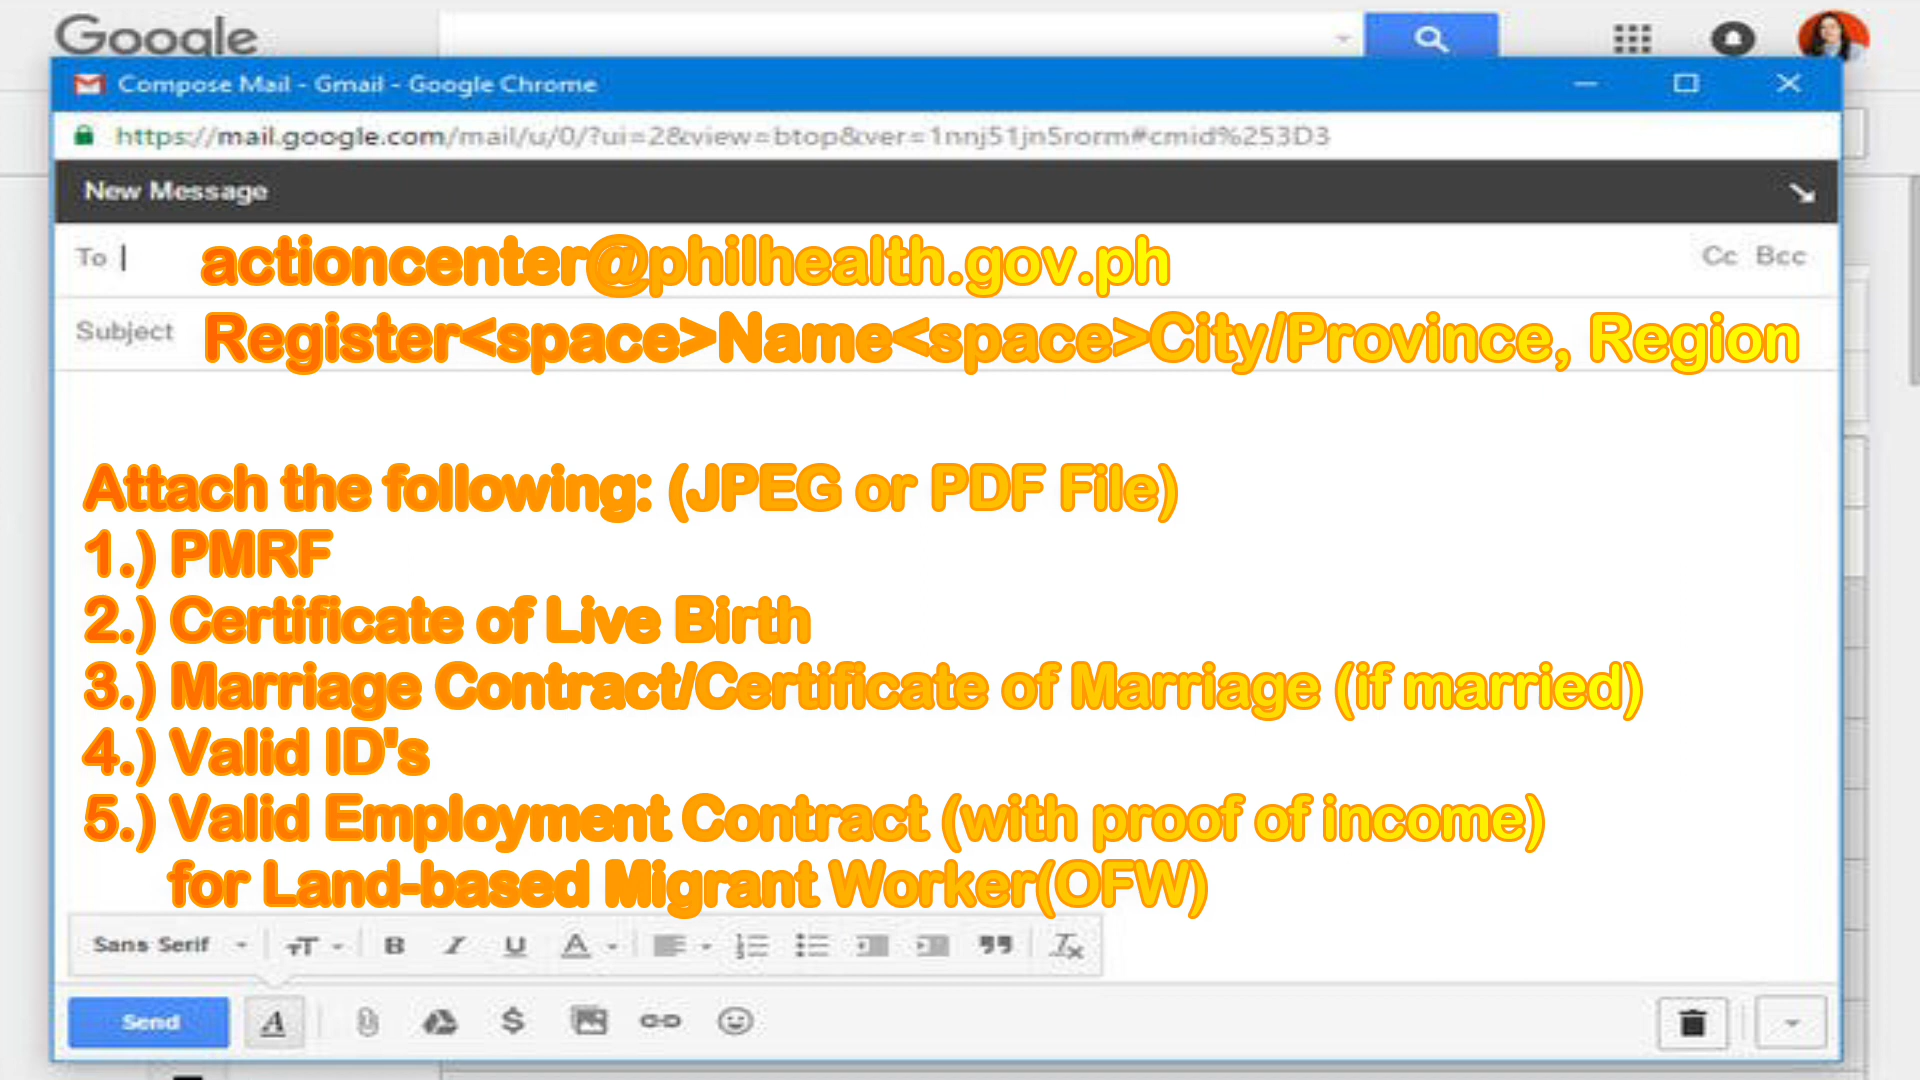 Google
Compose Mail - Gmail - Google Chrome
https://mail.google.com/mail/u/0/?ui=2&view=btop&ver=1nnj51jn5rorm#cmid%253D3
New Message
To actioncenter@philhealth.gov.ph Cc Bcc
Subject Register<space>Name<space>City/Province, Region
Attach the following: (JPEG or PDF File)
1.) PMRF
2.) Certificate of Live Birth
3.) Marriage Contract/Certificate of Marriage (if married)
4.) Valid ID's
5.) Valid Employment Contract (with proof of income)
for Land-based Migrant Worker(OFW)
Sans Serif
Send